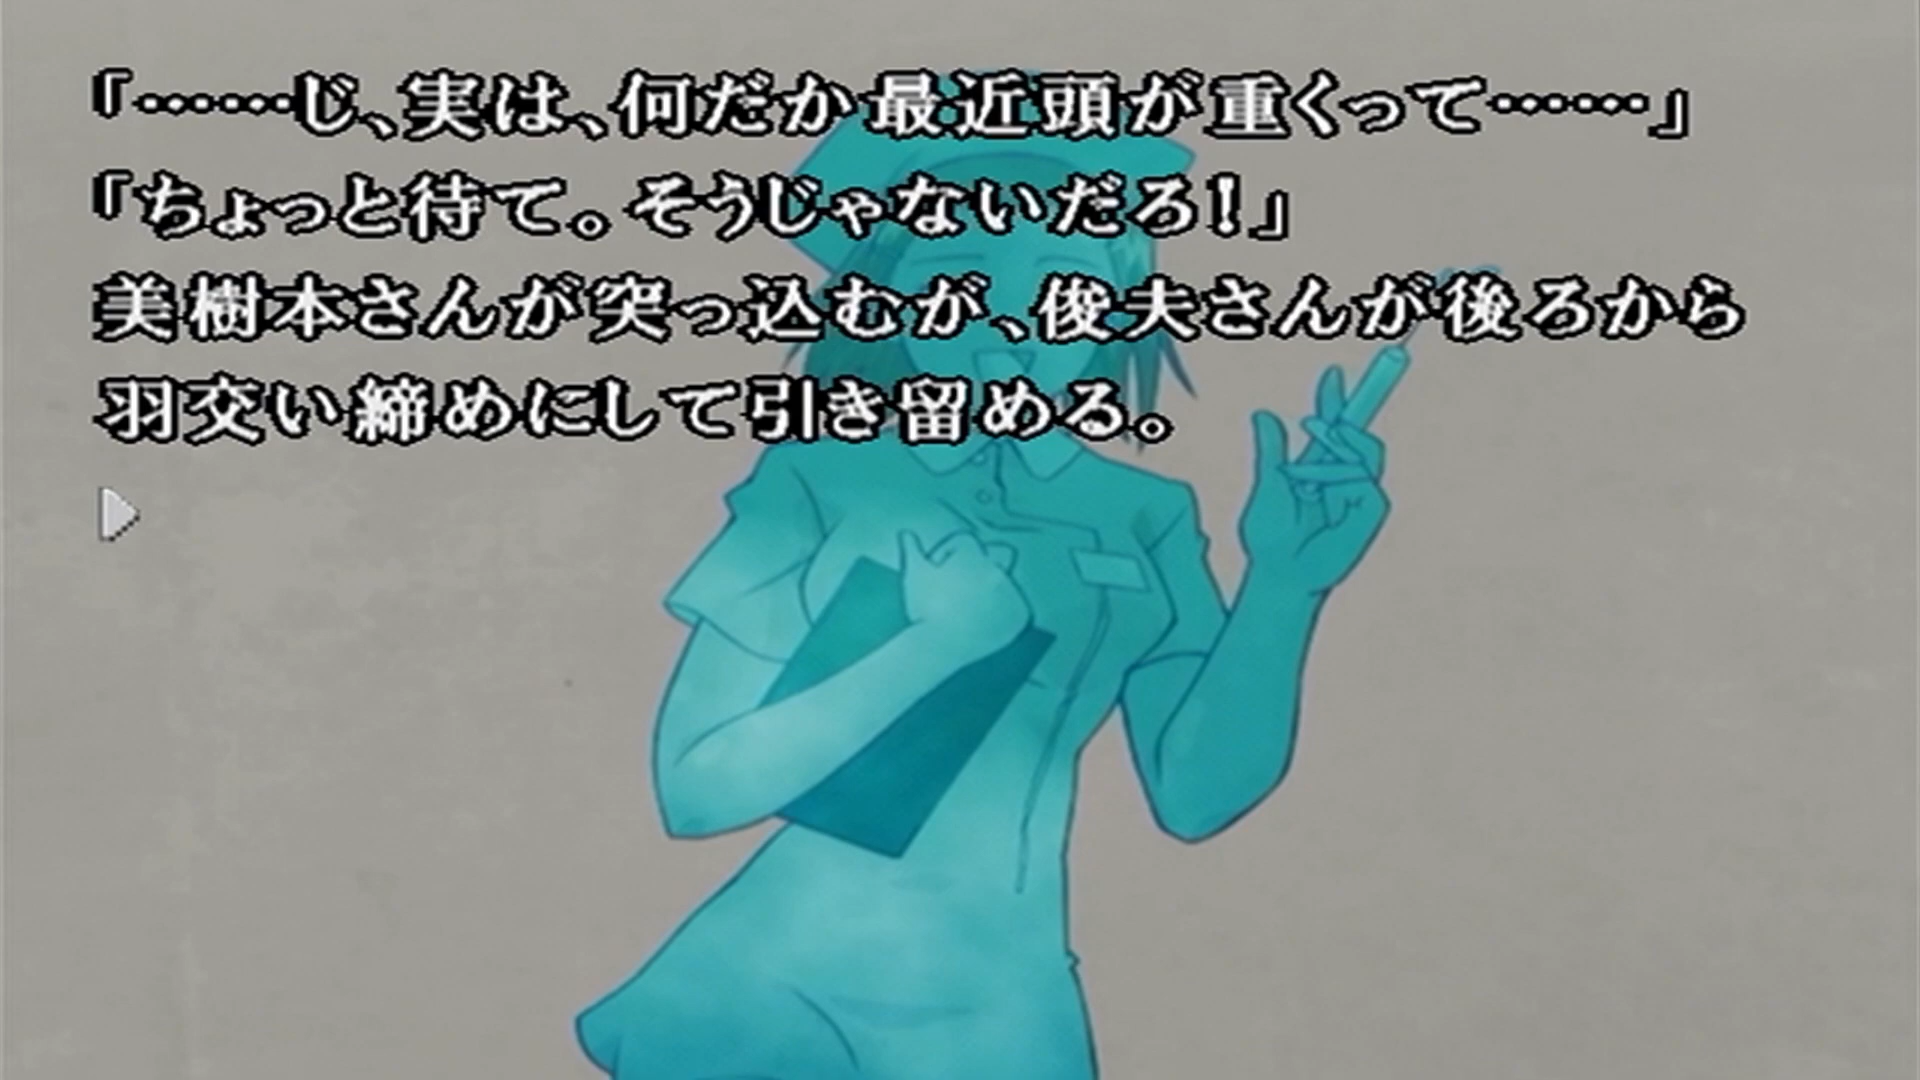 「……じ、実は、何だか最近頭が重くって……」
「ちょっと待て。そうじゃないだろ！」
美樹本さんが突っ込むが、俊夫さんが後ろから
羽交い締めにして引き留める。